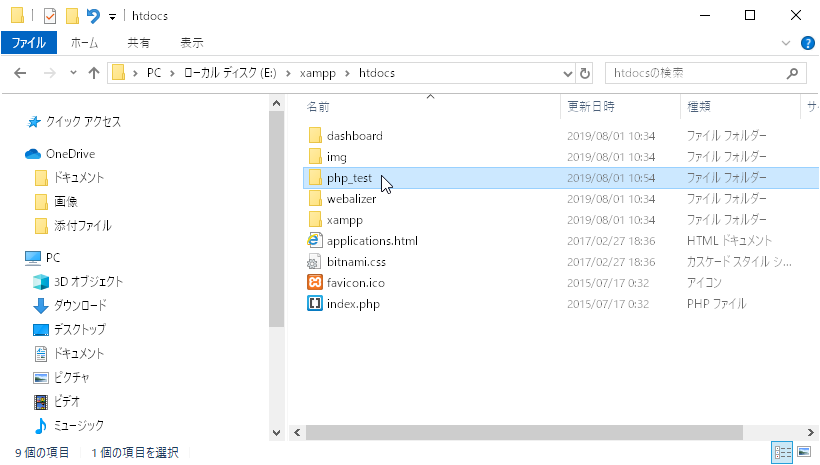 htdocs
ファイル ホーム 共有 表示
PC ローカル ディスク (E:) xampp htdocs htdocsの検索
クイック アクセス
OneDrive
ドキュメント
画像
添付ファイル
PC
3D オブジェクト
ダウンロード
デスクトップ
ドキュメント
ピクチャ
ビデオ
ミュージック
名前 更新日時 種類 サ
dashboard 2019/08/01 10:34 ファイル フォルダー
img 2019/08/01 10:34 ファイル フォルダー
php_test 2019/08/01 10:54 ファイル フォルダー
webalizer 2019/08/01 10:34 ファイル フォルダー
xampp 2019/08/01 10:34 ファイル フォルダー
applications.html 2017/02/27 18:36 HTML ドキュメント
bitnami.css 2017/02/27 18:36 カスケード スタイル シ...
favicon.ico 2015/07/17 0:32 アイコン
index.php 2015/07/17 0:32 PHP ファイル
9 個の項目 1 個の項目を選択